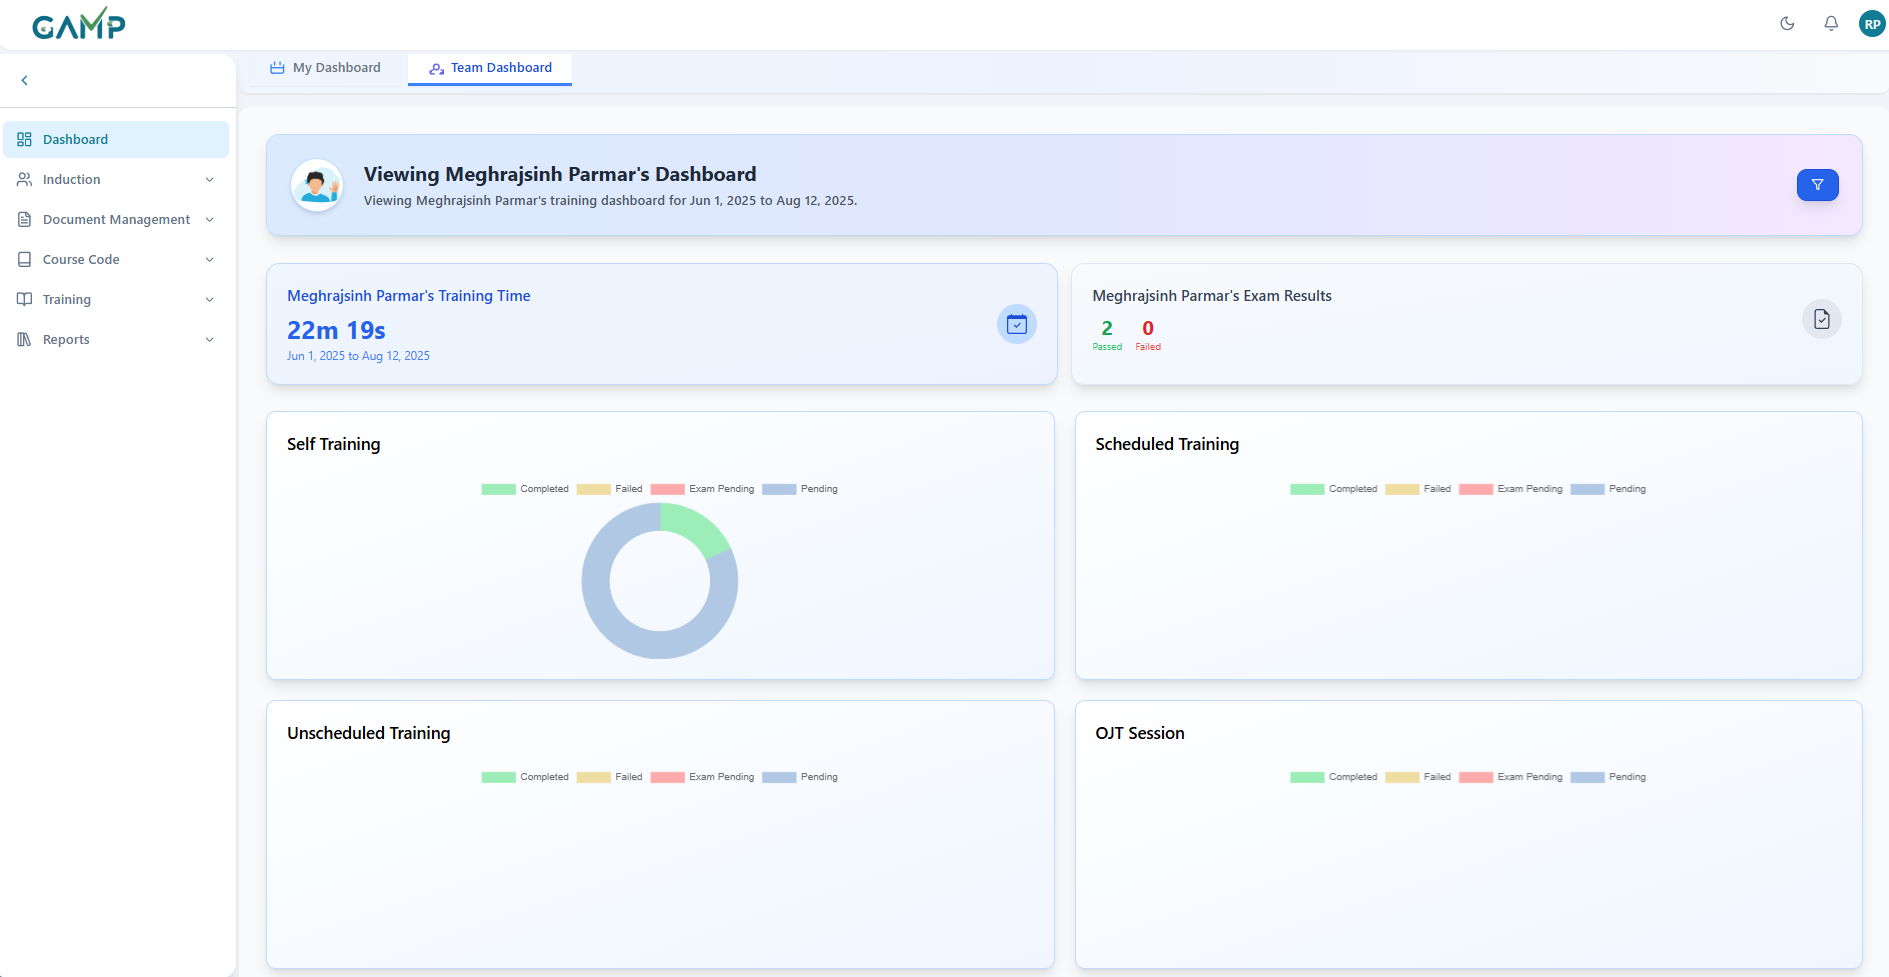 GAMP
RP
My Dashboard
Team Dashboard
Dashboard
Induction
Document Management
Course Code
Training
Reports
Viewing Meghrajsinh Parmar's Dashboard
Viewing Meghrajsinh Parmar's training dashboard for Jun 1, 2025 to Aug 12, 2025.
Meghrajsinh Parmar's Training Time
22m 19s
Jun 1, 2025 to Aug 12, 2025
Meghrajsinh Parmar's Exam Results
2 0
Passed Failed
Self Training
Completed Failed Exam Pending Pending
Scheduled Training
Completed Failed Exam Pending Pending
Unscheduled Training
Completed Failed Exam Pending Pending
OJT Session
Completed Failed Exam Pending Pending